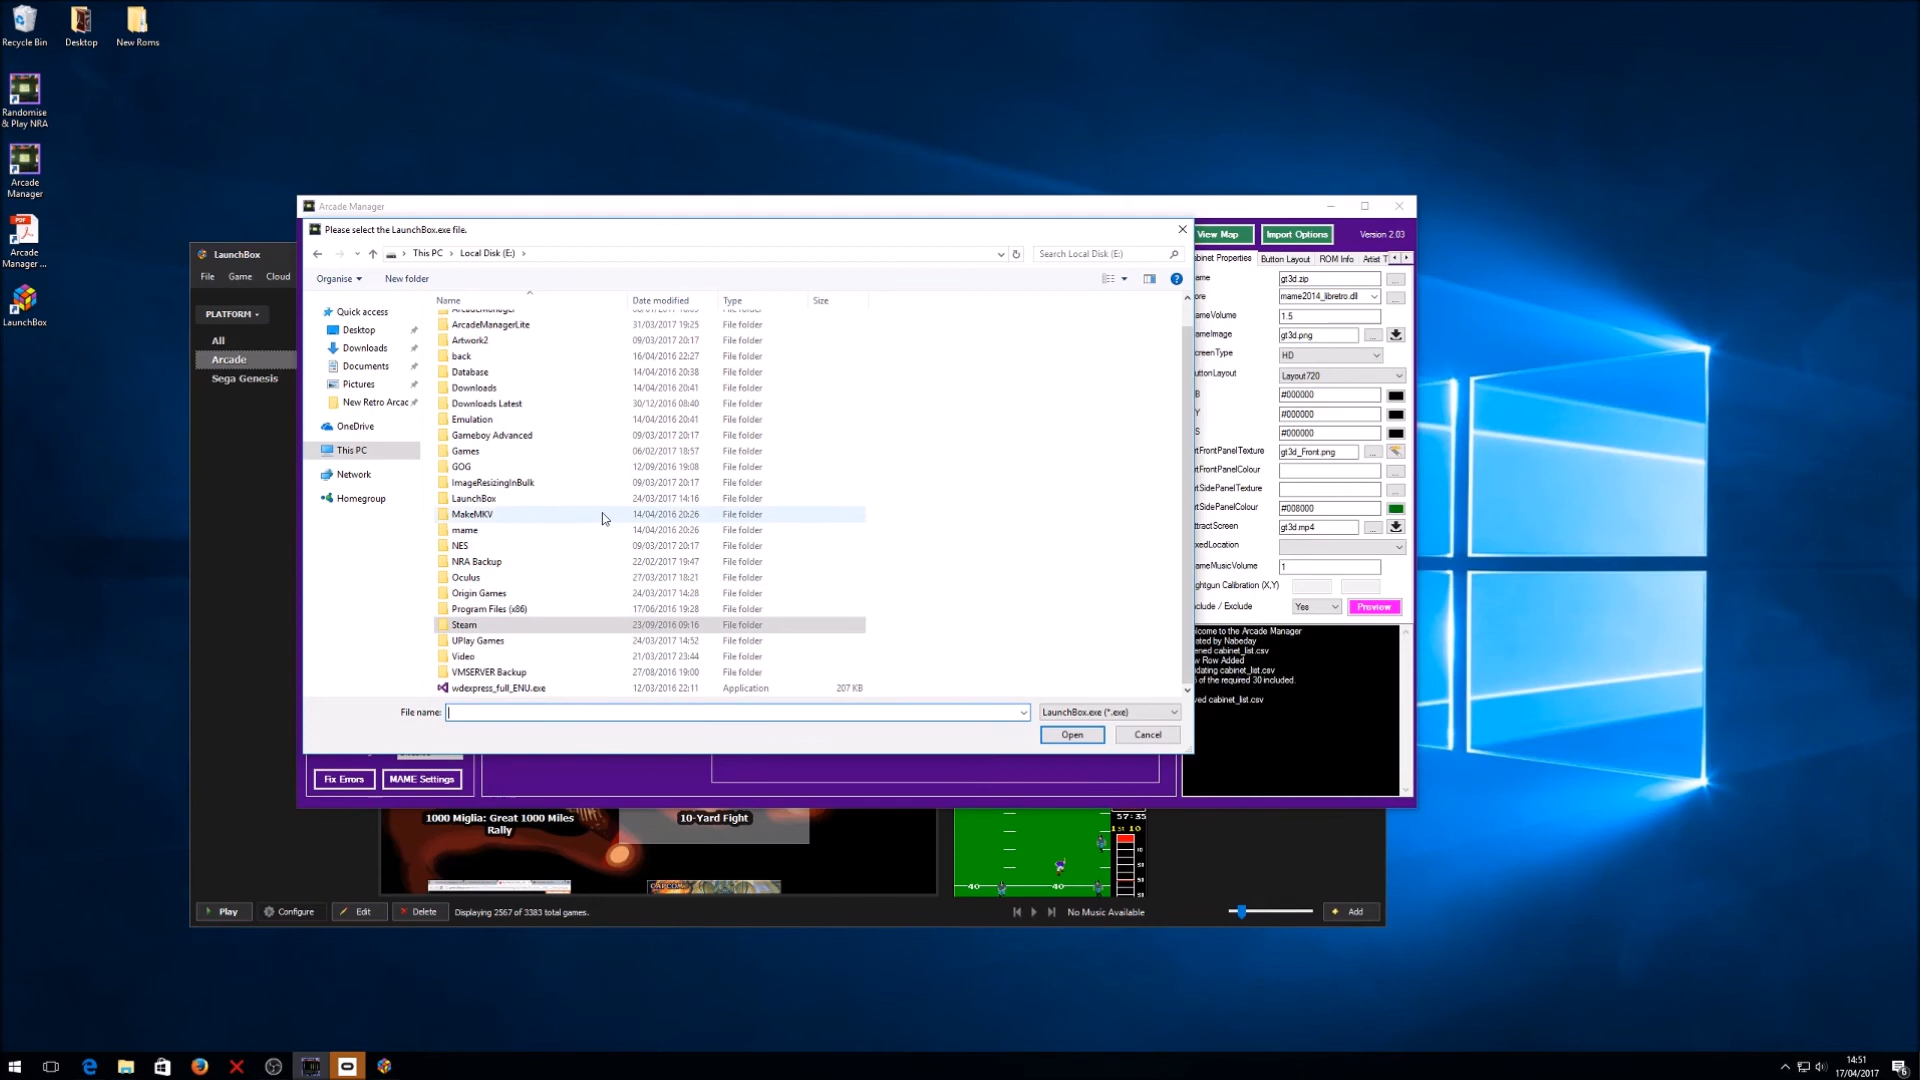 Recycle Bin
Desktop
New Roms
Randomise
& Play NRA
Arcade
Manager
Arcade
Manager ...
LaunchBox
LaunchBox
File
Game
Cloud
PLATFORM
All
Arcade
Sega Genesis
Arcade Manager
Please select the LaunchBox.exe file.
This PC
Local Disk (E:)
Search Local Disk (E:)
Organise
New folder
Name
Date modified
Type
Size
Quick access
Desktop
Downloads
Documents
Pictures
New Retro Arcac
OneDrive
This PC
Network
Homegroup
ArcadeManagerLite 31/03/2017 19:25 File folder
Artwork2 09/03/2017 20:17 File folder
back 16/04/2016 22:27 File folder
Database 14/04/2016 20:38 File folder
Downloads 14/04/2016 20:41 File folder
Downloads Latest 30/12/2016 08:40 File folder
Emulation 14/04/2016 20:41 File folder
Gameboy Advanced 09/03/2017 20:17 File folder
Games 06/02/2017 18:57 File folder
GOG 12/09/2016 19:08 File folder
ImageResizingInBulk 09/03/2017 20:17 File folder
LaunchBox 24/03/2017 14:16 File folder
MakeMKV 14/04/2016 20:26 File folder
mame 14/04/2016 20:26 File folder
NES 09/03/2017 20:17 File folder
NRA Backup 22/02/2017 19:47 File folder
Oculus 27/03/2017 18:21 File folder
Origin Games 24/03/2017 14:28 File folder
Program Files (x86) 17/06/2016 19:28 File folder
Steam 23/09/2016 09:16 File folder
UPlay Games 24/03/2017 14:52 File folder
Video 21/03/2017 23:44 File folder
VMSERVER Backup 27/08/2016 19:00 File folder
wdexpress_full_ENU.exe 12/03/2016 22:11 Application 207 KB
File name:
LaunchBox.exe (*.exe)
Open
Cancel
View Map
Import Options
Version 2.03
binet Properties
Button Layout
ROM Info
Artist T
ame gt3d.zip ...
ore mame2014_libretro.dll ...
ameVolume 1.5
ameImage gt3d.png ...
creenType HD
uttonLayout Layout720
B #000000
Y #000000
S #000000
rtFrontPanelTexture gt3d_Front.png ...
rtFrontPanelColour ...
rtSidePanelTexture ...
rtSidePanelColour #008000
ttractScreen gt3d.mp4 ...
xedLocation
ameMusicVolume 1
ghtgun Calibration (X,Y)
clude / Exclude Yes Preview
elcome to the Arcade Manager
ated by Nabeday
ened cabinet_list.csv
w Row Added
idating cabinet_list.csv
of the required 30 included.
ved cabinet_list.csv
Fix Errors
MAME Settings
1000 Miglia: Great 1000 Miles
Rally
10-Yard Fight
CAPCOM
57:35
1st 10
40
40
Play
Configure
Edit
Delete
Displaying 2567 of 3383 total games.
No Music Available
Add
14:51
17/04/2017
6